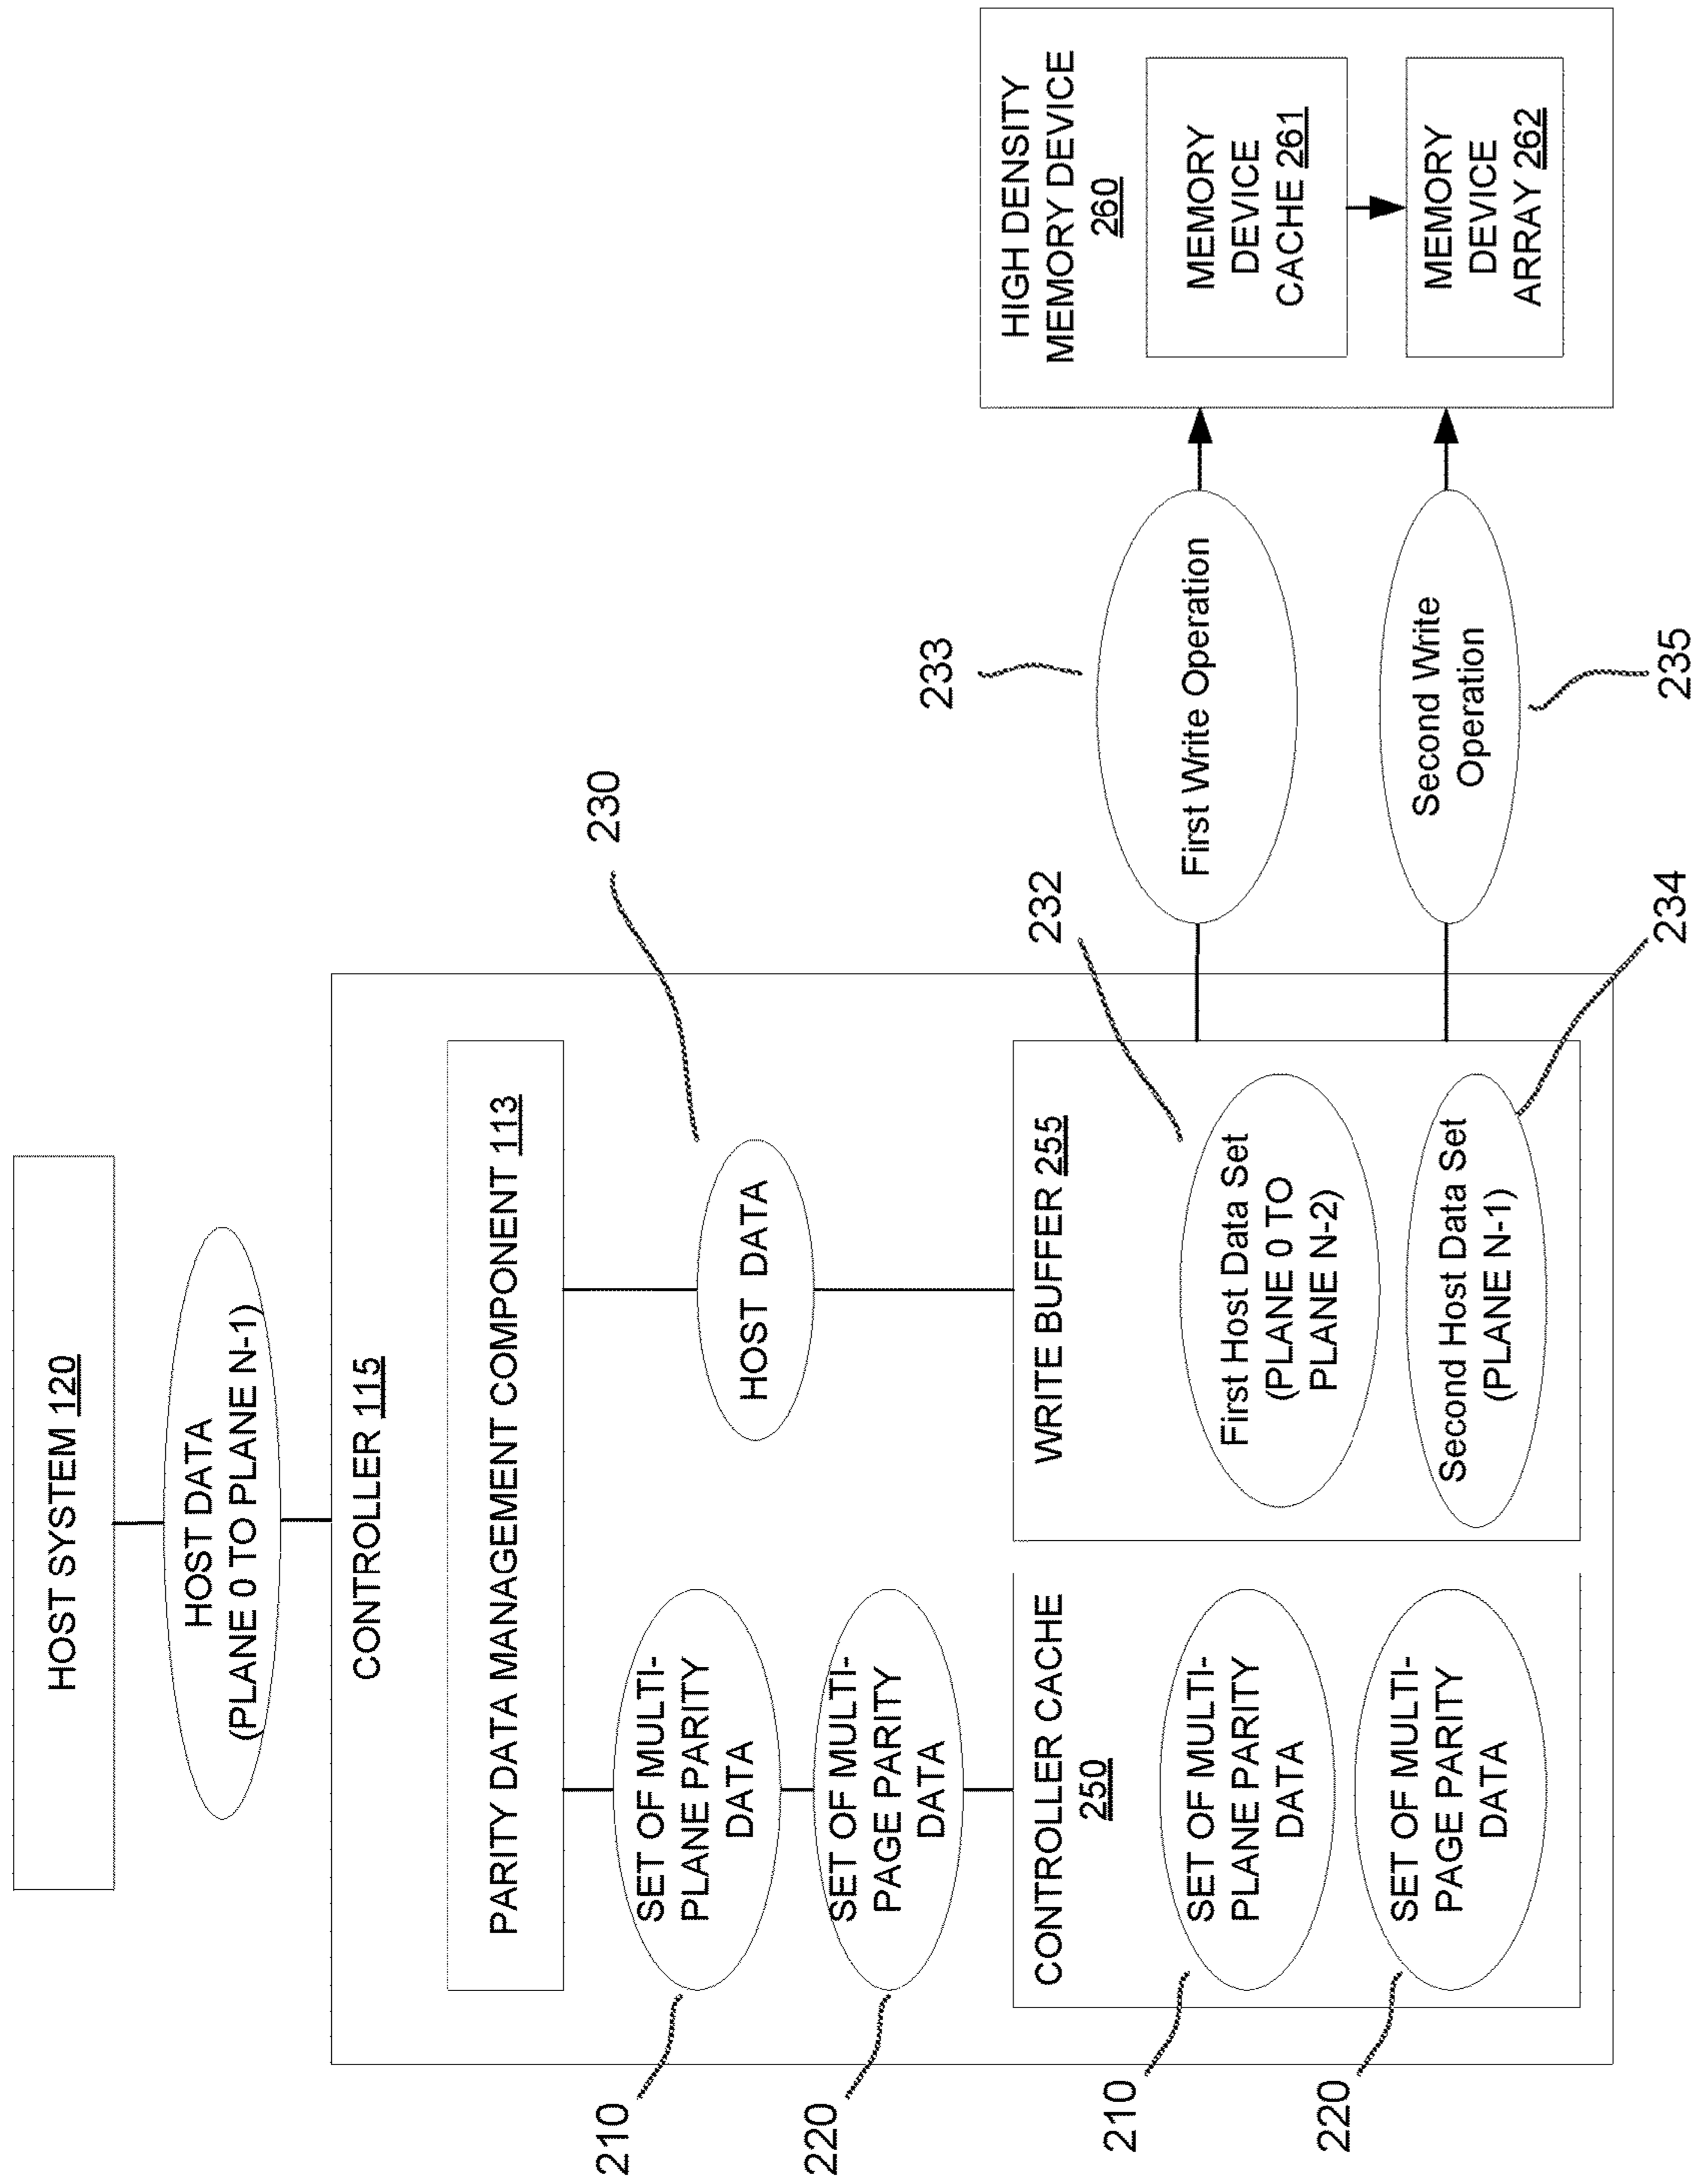 HOST SYSTEM 120
HOST DATA
(PLANE 0 TO PLANE N-1)
CONTROLLER 115
PARITY DATA MANAGEMENT COMPONENT 113
210
SET OF MULTI-
PLANE PARITY
DATA
220
SET OF MULTI-
PAGE PARITY
DATA
HOST DATA
230
CONTROLLER CACHE
250
210
SET OF MULTI-
PLANE PARITY
DATA
220
SET OF MULTI-
PAGE PARITY
DATA
WRITE BUFFER 255
232
First Host Data Set
(PLANE 0 TO
PLANE N-2)
Second Host Data Set
(PLANE N-1)
234
233
First Write Operation
Second Write
Operation
235
HIGH DENSITY
MEMORY DEVICE
260
MEMORY
DEVICE
CACHE 261
MEMORY
DEVICE
ARRAY 262